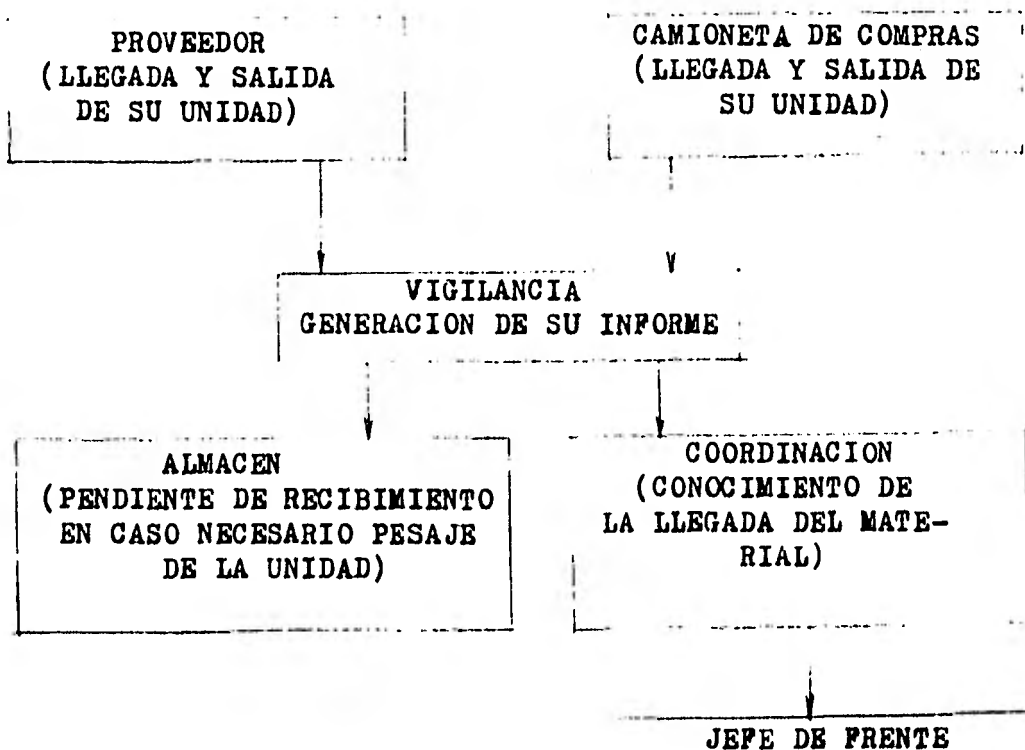 PROVEEDOR
(LLEGADA Y SALIDA
DE SU UNIDAD)
CAMIONETA DE COMPRAS
(LLEGADA Y SALIDA DE
SU UNIDAD)
VIGILANCIA
GENERACION DE SU INFORME
ALMACEN
(PENDIENTE DE RECIBIMIENTO
EN CASO NECESARIO PESAJE
DE LA UNIDAD)
COORDINACION
(CONOCIMIENTO DE
LA LLEGADA DEL MATE-
RIAL)
JEFE DE FRENTE